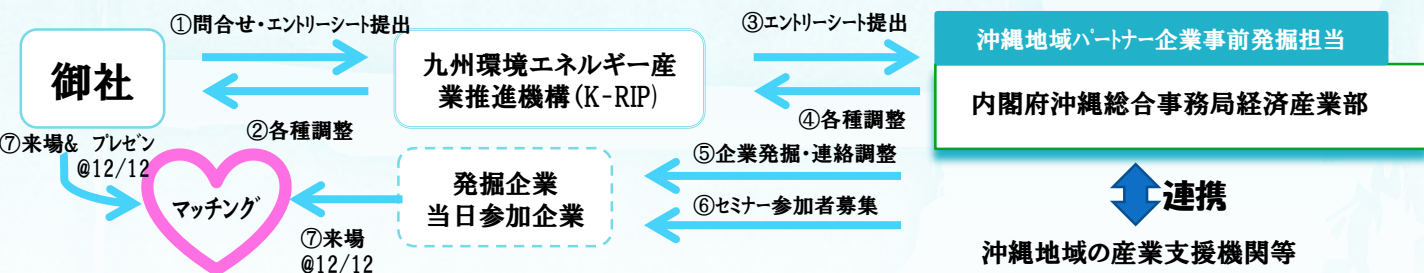 ①問合せ・エントリーシート提出
③エントリーシート提出
沖縄地域パートナー企業事前発掘担当
御社
九州環境エネルギー産
業推進機構(K-RIP)
内閣府沖縄総合事務局経済産業部
②各種調整
④各種調整
⑦来場& プレゼン
@12/12
マッチング
発掘企業
当日参加企業
⑤企業発掘・連絡調整
⑥セミナー参加者募集
⑦来場
@12/12
連携
沖縄地域の産業支援機関等